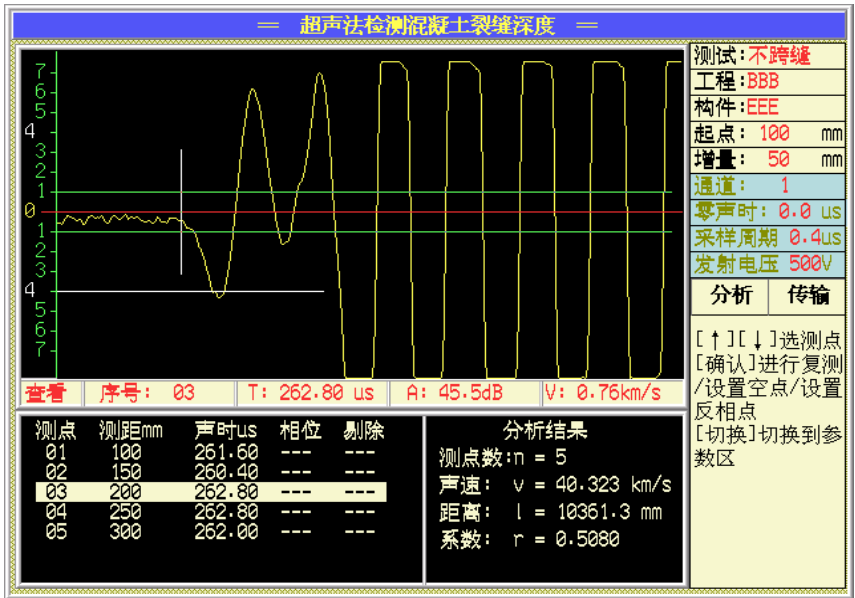 == 超声法检测混凝土裂缝深度 ==
7
6
5
4
3
2
1
0
1
2
3
4
5
6
7
查看 序号: 03 T: 262.80 us A: 45.5dB V: 0.76km/s
测点 测距mm 声时us 相位 剔除
01 100 261.60 --- ---
02 150 260.40 --- ---
03 200 262.80 --- ---
04 250 262.80 --- ---
05 300 262.00 --- ---
分析结果
测点数:n = 5
声速: v = 40.323 km/s
距离: l = 10361.3 mm
系数: r = 0.5080
测试:不跨缝
工程:BBB
构件:EEE
起点: 100 mm
增量: 50 mm
通道: 1
零声时: 0.0 us
采样周期 0.4us
发射电压 500V
分析 传输
[↑][↓]选测点
[确认]进行复测
/设置空点/设置
反相点
[切换]切换到参
数区